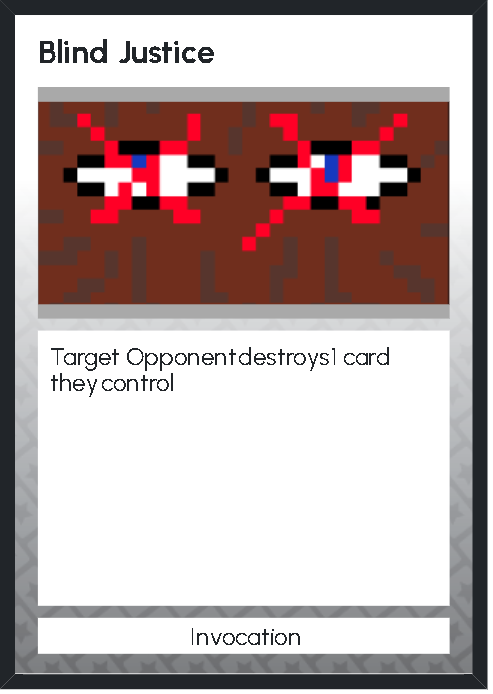 Blind Justice
Target Opponent destroys 1 card
they control
Invocation